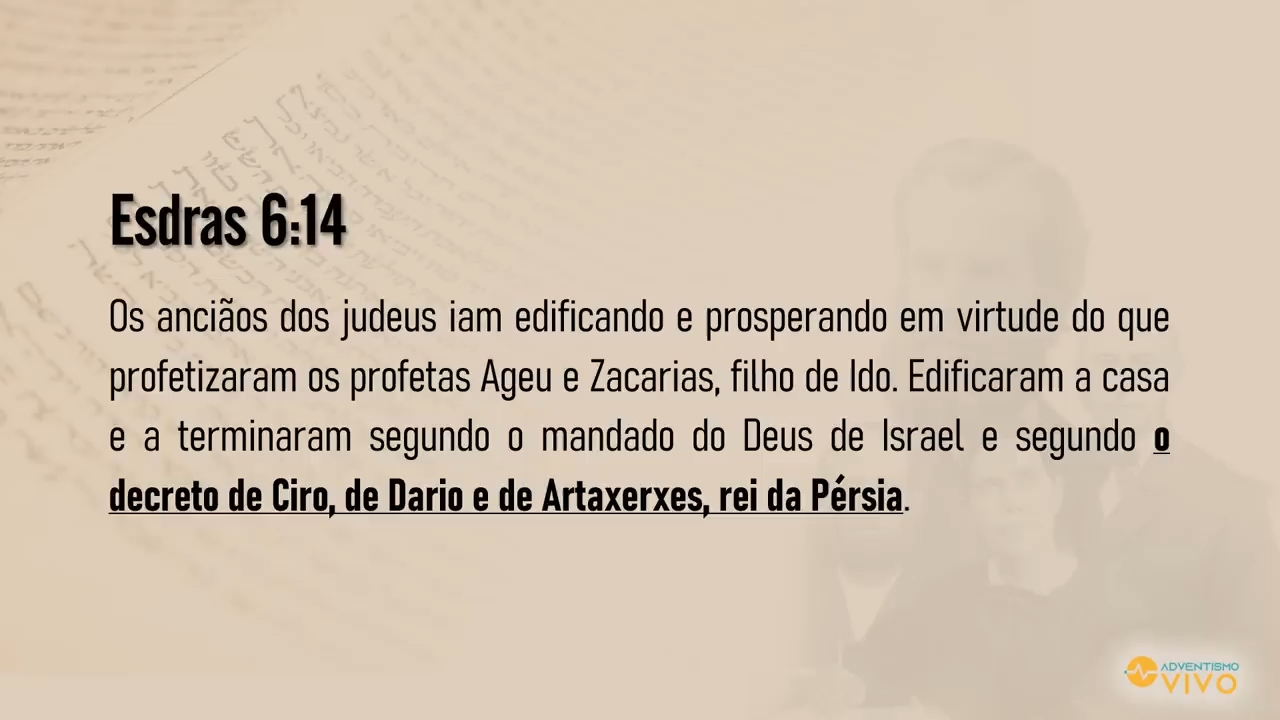 Esdras 6:14
Os anciãos dos judeus iam edificando e prosperando em virtude do que
profetizaram os profetas Ageu e Zacarias, filho de Ido. Edificaram a casa
e a terminaram segundo o mandado do Deus de Israel e segundo o
decreto de Ciro, de Dario e de Artaxerxes, rei da Pérsia.
ADVENTISMO
VIVO